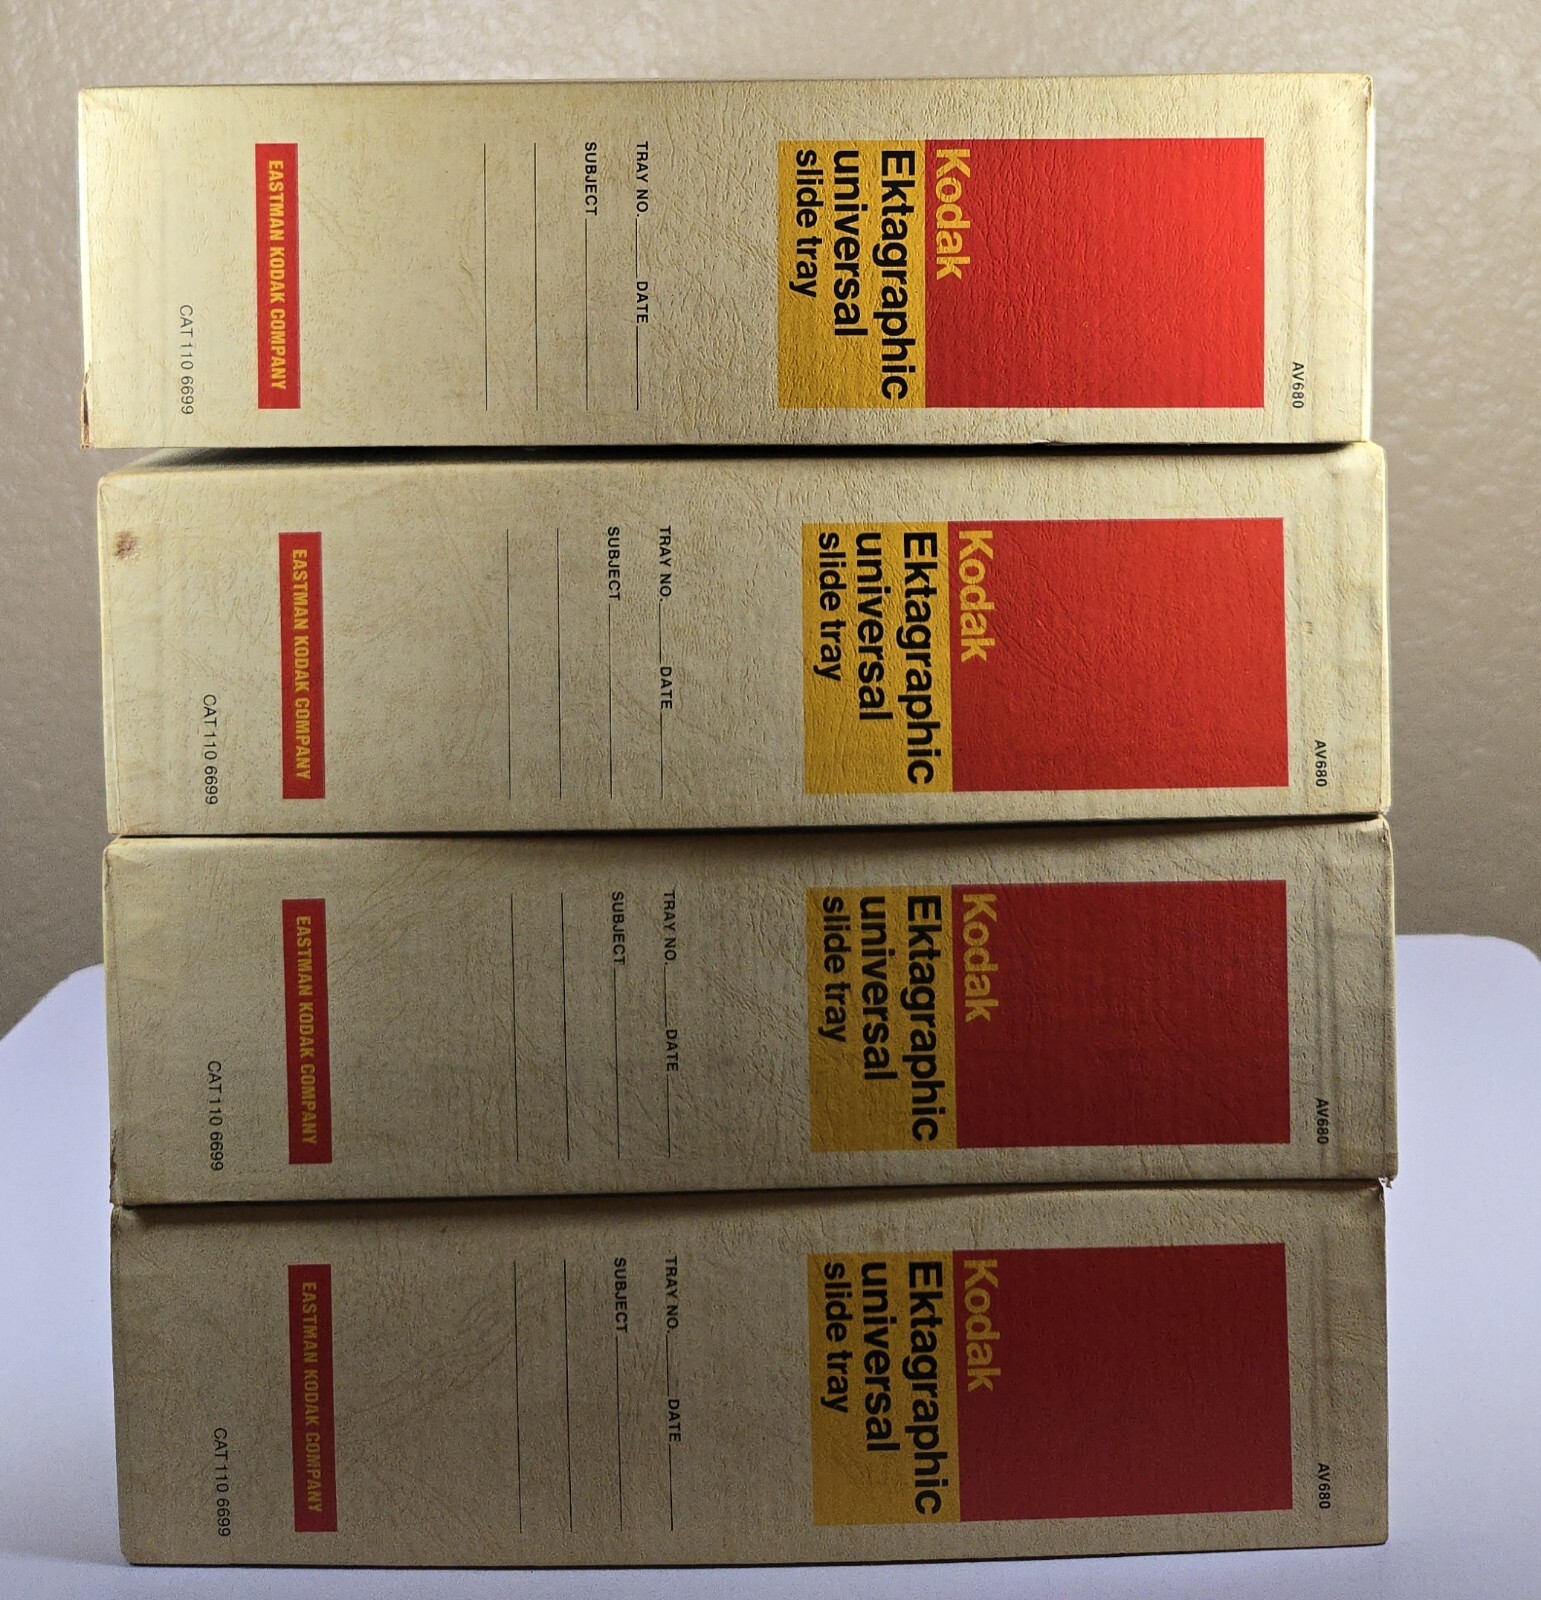 AV680
Kodak
Ektagraphic
universal
slide tray
TRAY NO. DATE
SUBJECT
EASTMAN KODAK COMPANY
CAT 110 6699
AV680
Kodak
Ektagraphic
universal
slide tray
TRAY NO. DATE
SUBJECT
EASTMAN KODAK COMPANY
CAT 110 6699
AV680
Kodak
Ektagraphic
universal
slide tray
TRAY NO. DATE
SUBJECT
EASTMAN KODAK COMPANY
CAT 110 6699
AV680
Kodak
Ektagraphic
universal
slide tray
TRAY NO. DATE
SUBJECT
EASTMAN KODAK COMPANY
CAT 110 6699